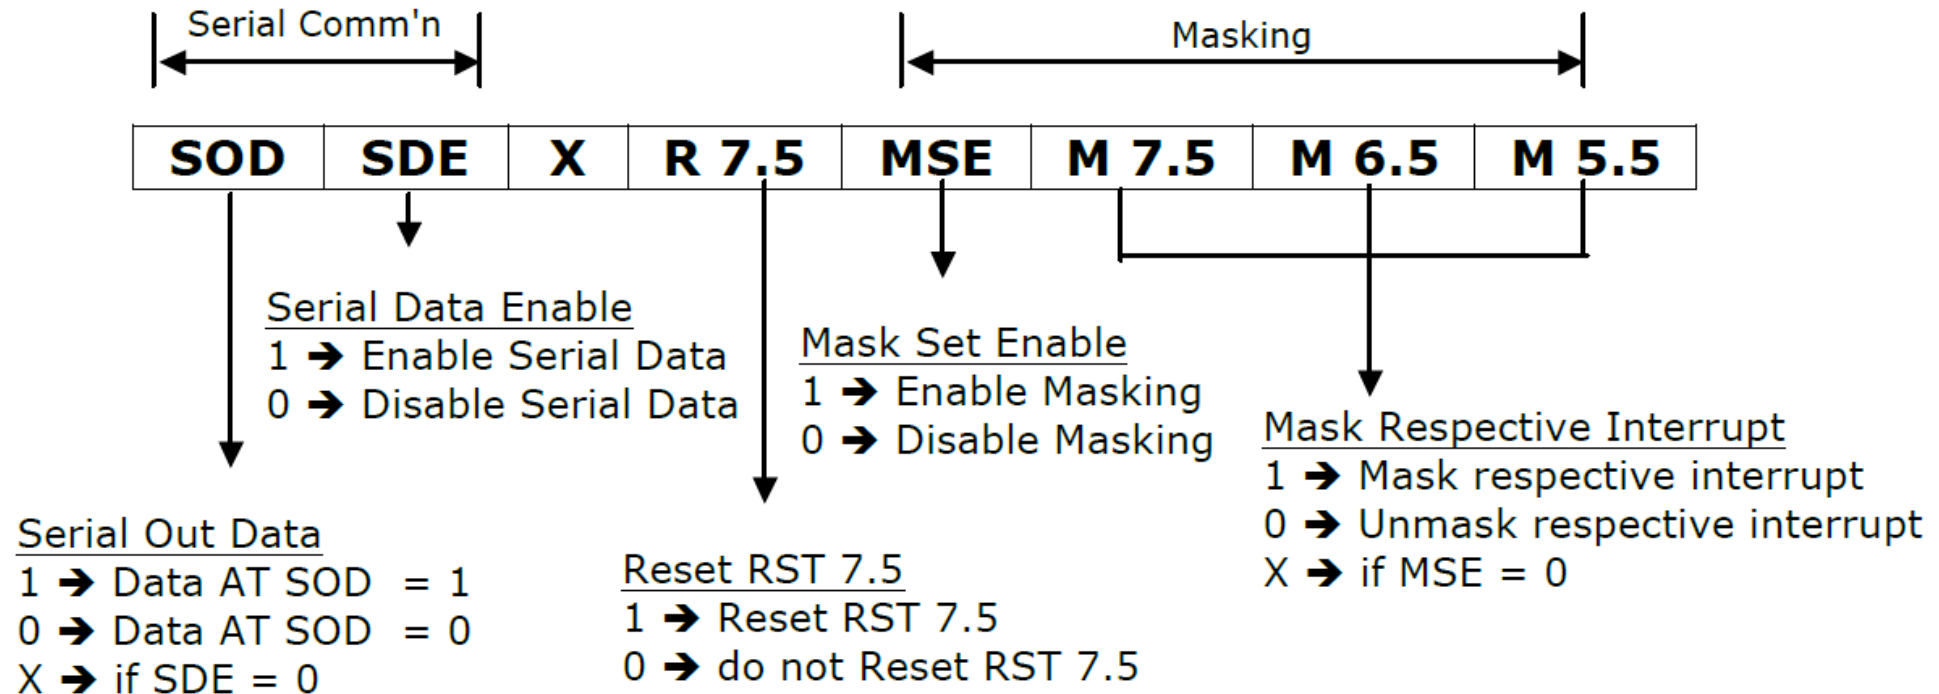 Serial Comm'n
Masking
SOD SDE X R 7.5 MSE M 7.5 M 6.5 M 5.5
Serial Data Enable
1 ➔ Enable Serial Data
0 ➔ Disable Serial Data
Mask Set Enable
1 ➔ Enable Masking
0 ➔ Disable Masking
Mask Respective Interrupt
1 ➔ Mask respective interrupt
0 ➔ Unmask respective interrupt
X ➔ if MSE = 0
Serial Out Data
1 ➔ Data AT SOD = 1
0 ➔ Data AT SOD = 0
X ➔ if SDE = 0
Reset RST 7.5
1 ➔ Reset RST 7.5
0 ➔ do not Reset RST 7.5